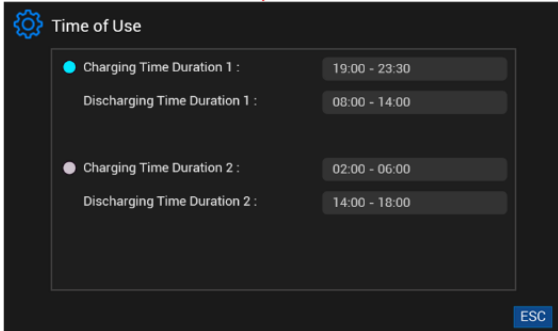 Time of Use
Charging Time Duration 1 : 19:00 - 23:30
Discharging Time Duration 1 : 08:00 - 14:00
Charging Time Duration 2 : 02:00 - 06:00
Discharging Time Duration 2 : 14:00 - 18:00
ESC